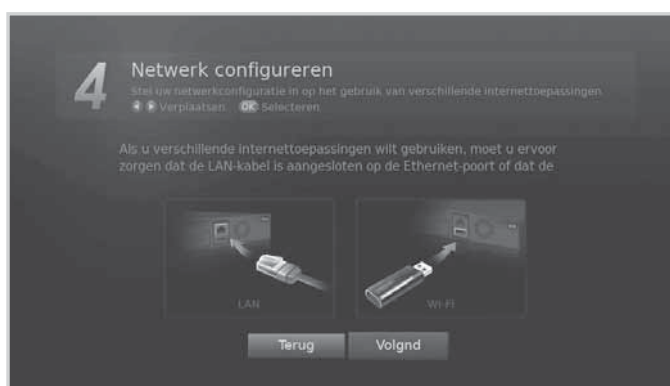 4
Netwerk configureren
Stel uw netwerkconfiguratie in op het gebruik van verschillende internettoepassingen.
Verplaatsen OK Selecteren
Als u verschillende internettoepassingen wilt gebruiken, moet u ervoor
zorgen dat de LAN-kabel is aangesloten op de Ethernet-poort of dat de
LAN Wi-Fi
Terug Volgnd